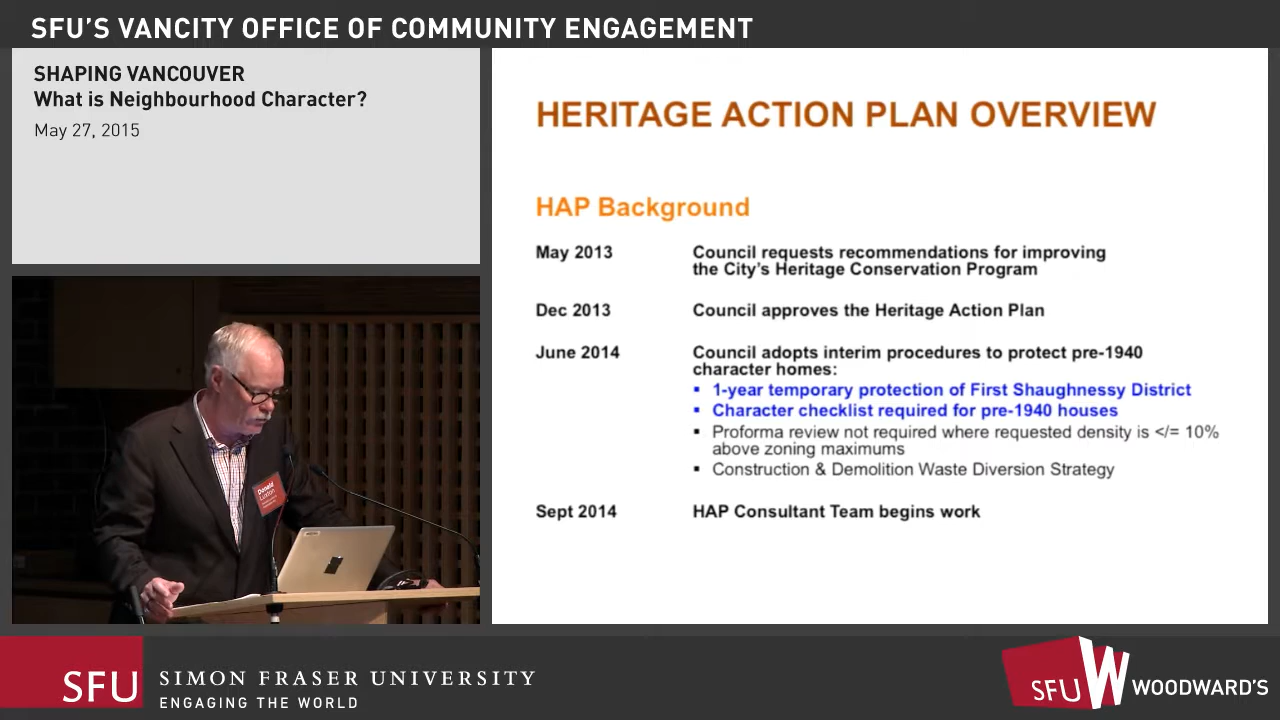 SFU'S VANCITY OFFICE OF COMMUNITY ENGAGEMENT
SHAPING VANCOUVER
What is Neighbourhood Character?
May 27, 2015
HERITAGE ACTION PLAN OVERVIEW
HAP Background
May 2013 Council requests recommendations for improving
the City's Heritage Conservation Program
Dec 2013 Council approves the Heritage Action Plan
June 2014 Council adopts interim procedures to protect pre-1940
character homes:
▪ 1-year temporary protection of First Shaughnessy District
▪ Character checklist required for pre-1940 houses
▪ Proforma review not required where requested density is </= 10%
above zoning maximums
▪ Construction & Demolition Waste Diversion Strategy
Sept 2014 HAP Consultant Team begins work
Donald
Luxton
SFU SIMON FRASER UNIVERSITY
ENGAGING THE WORLD
SFU W WOODWARD'S